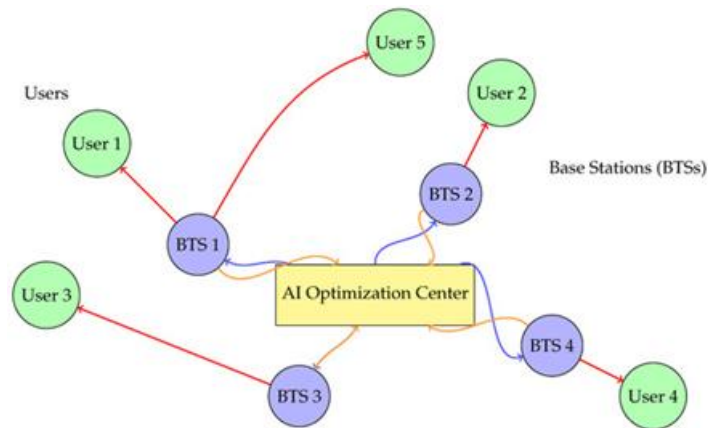 User 5
Users
User 2
User 1
Base Stations (BTSs)
BTS 2
BTS 1
User 3
AI Optimization Center
BTS 4
BTS 3
User 4